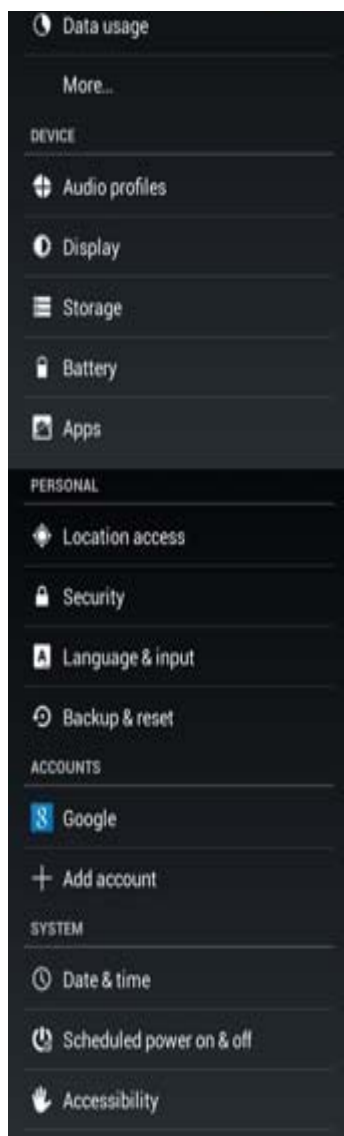 Data usage
More...
DEVICE
Audio profiles
Display
Storage
Battery
Apps
PERSONAL
Location access
Security
A Language & input
Backup & reset
ACCOUNTS
8 Google
Add account
SYSTEM
Date & time
Scheduled power on & off
Accessibility